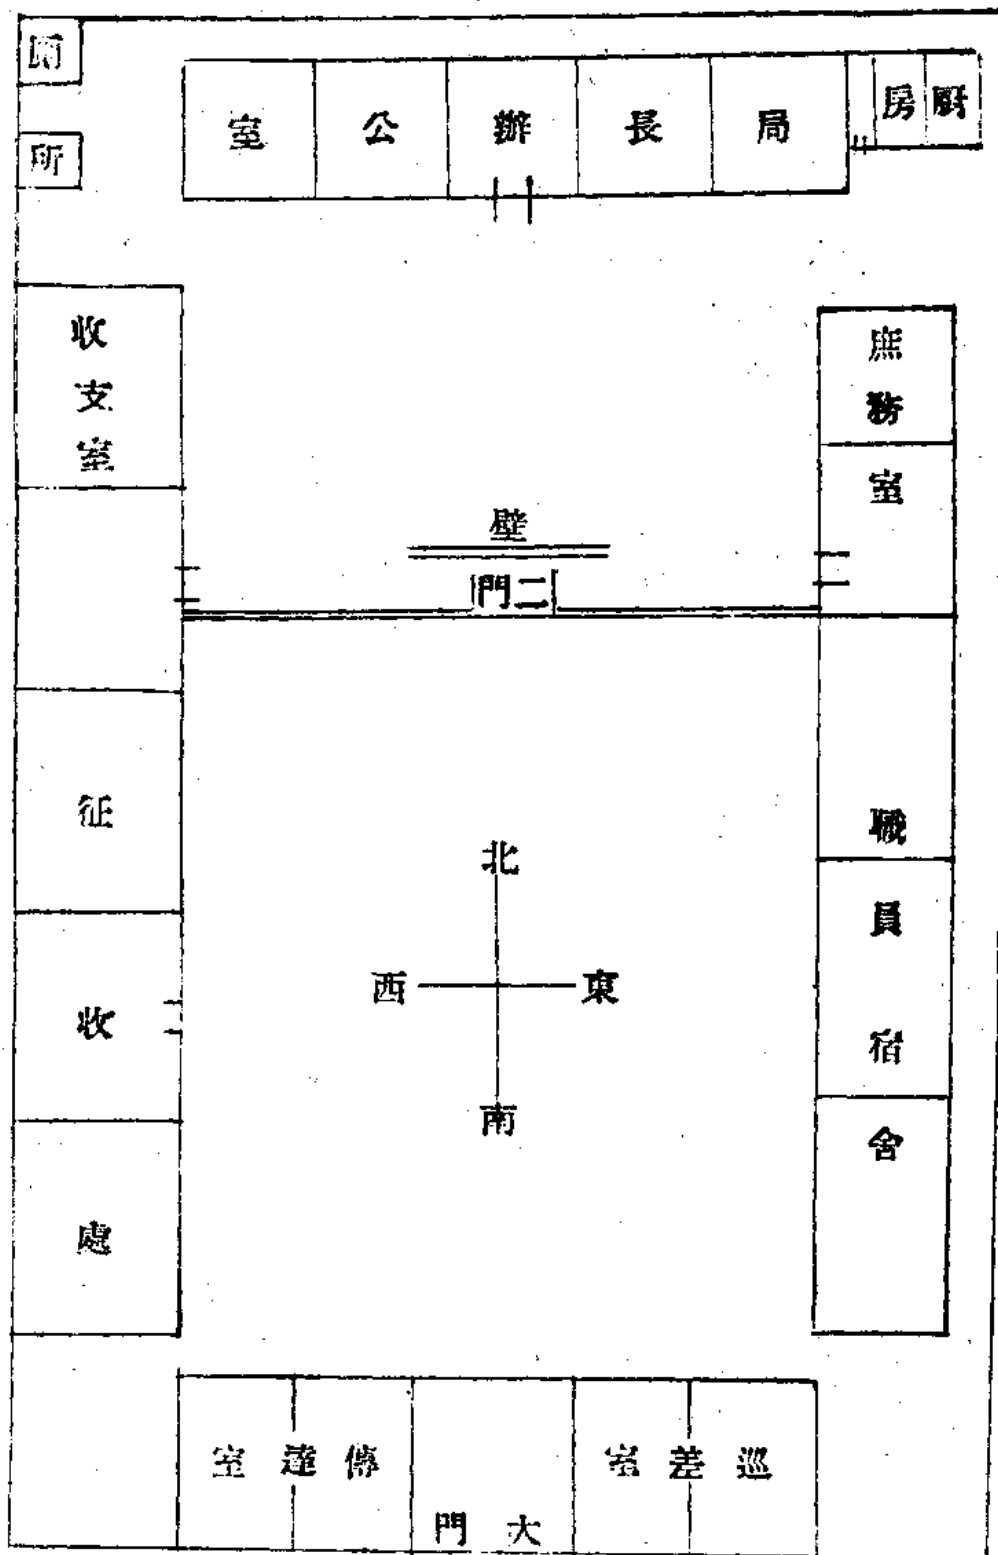 廁所
局長辦公室
廚房
收支室
庶務室
壁
二門
征收處
職員宿舍
北
西
東
南
傳達室
巡差室
大門